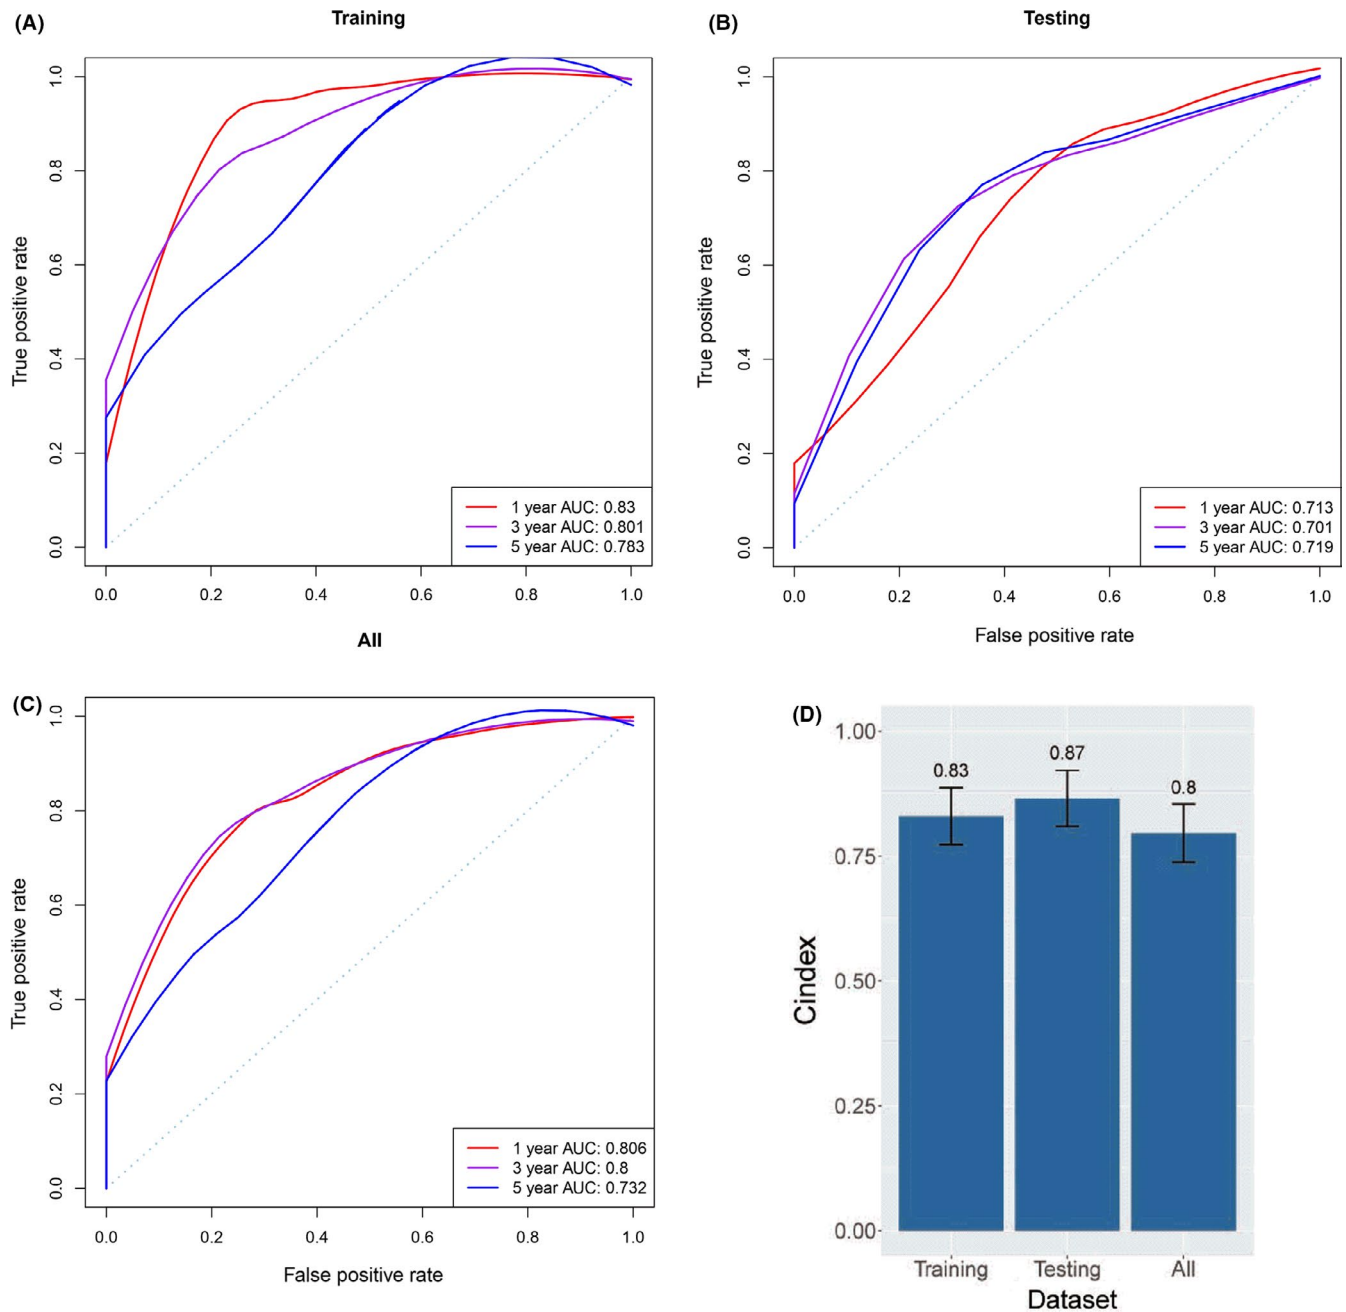 (A)
Training
True positive rate
1.0
0.8
0.6
0.4
0.2
0.0
1 year AUC: 0.83
3 year AUC: 0.801
5 year AUC: 0.783
0.0 0.2 0.4 0.6 0.8 1.0
(B)
Testing
True positive rate
1.0
0.8
0.6
0.4
0.2
0.0
1 year AUC: 0.713
3 year AUC: 0.701
5 year AUC: 0.719
0.0 0.2 0.4 0.6 0.8 1.0
False positive rate
All
(C)
True positive rate
1.0
0.8
0.6
0.4
0.2
0.0
1 year AUC: 0.806
3 year AUC: 0.8
5 year AUC: 0.732
0.0 0.2 0.4 0.6 0.8 1.0
False positive rate
(D)
Cindex
1.00
0.75
0.50
0.25
0.00
0.83
0.87
0.8
Training Testing All
Dataset